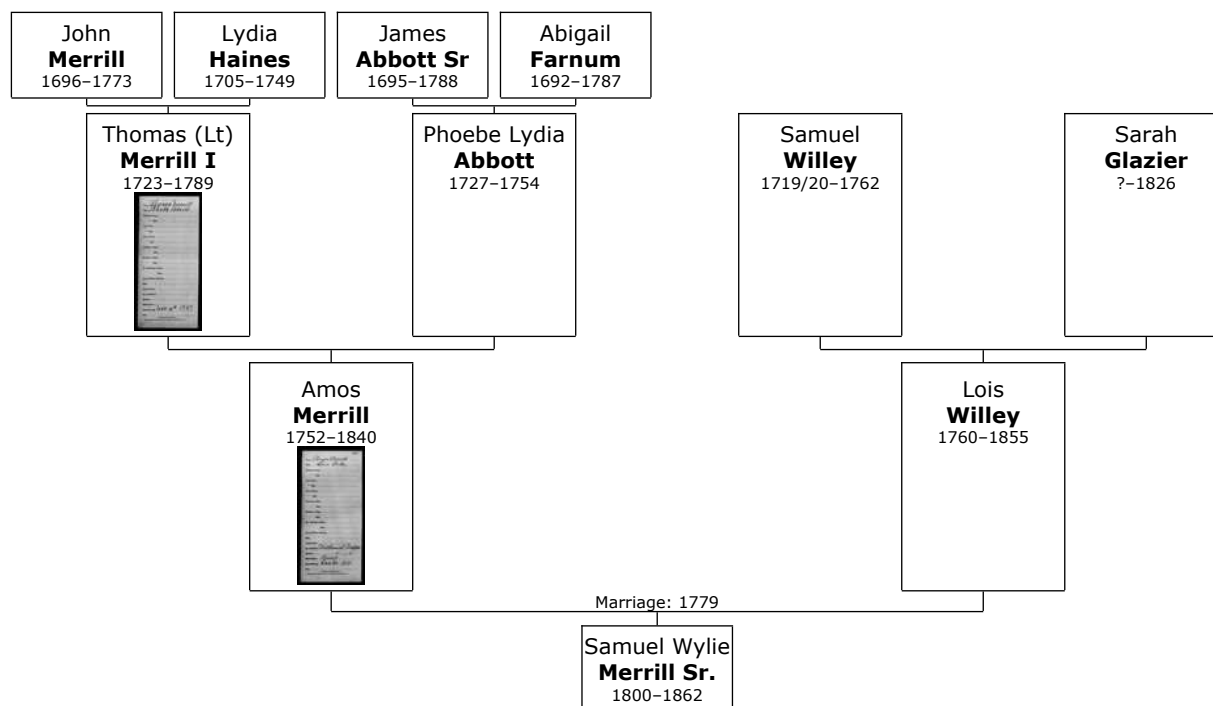 John
Merrill
1696–1773
Lydia
Haines
1705–1749
James
Abbott Sr
1695–1788
Abigail
Farnum
1692–1787
Thomas (Lt)
Merrill I
1723–1789
Phoebe Lydia
Abbott
1727–1754
Samuel
Willey
1719/20–1762
Sarah
Glazier
?–1826
Amos
Merrill
1752–1840
Lois
Willey
1760–1855
Marriage: 1779
Samuel Wylie
Merrill Sr.
1800–1862